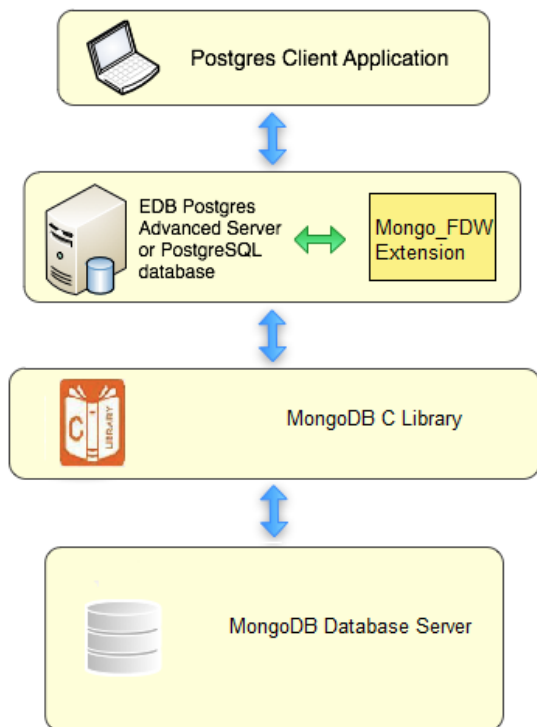 Postgres Client Application
EDB Postgres
Advanced Server
or PostgreSQL
database
Mongo_FDW
Extension
C
LIBRARY
MongoDB C Library
MongoDB Database Server